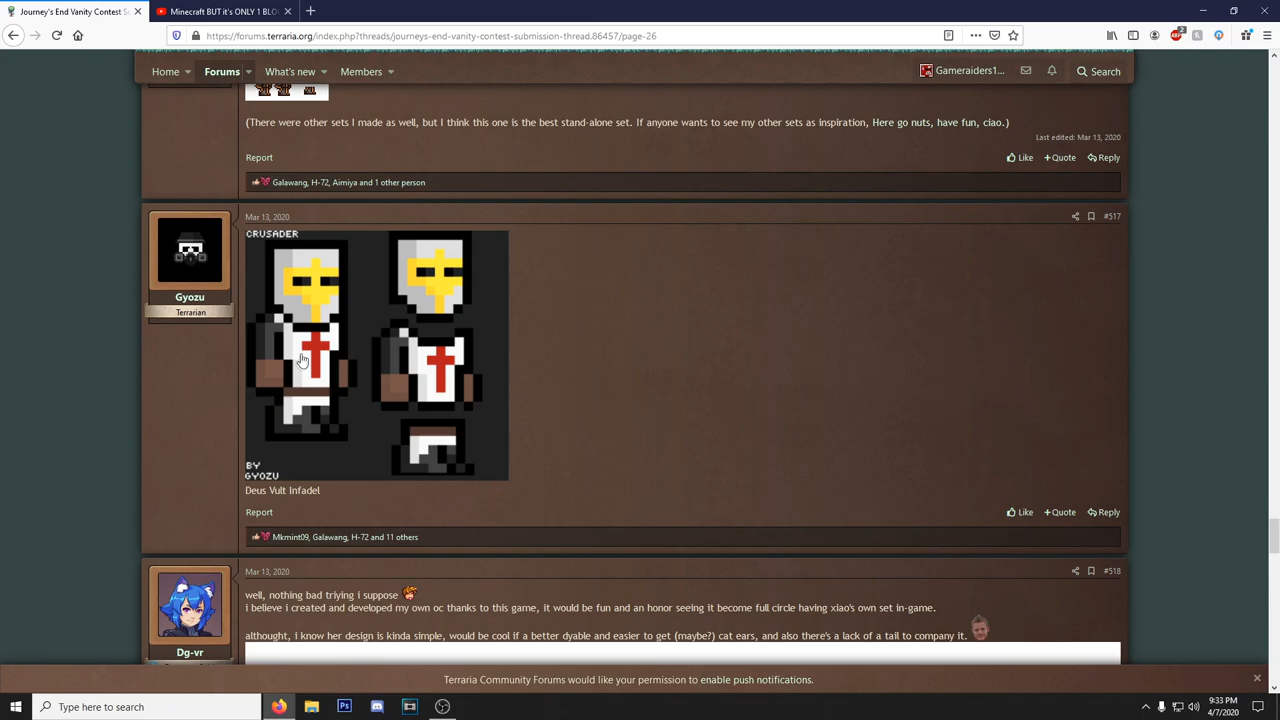 Journey's End Vanity Contest S
Minecraft BUT it's ONLY 1 BLO
https://forums.terraria.org/index.php?threads/journeys-end-vanity-contest-submission-thread.86457/page-26
Home Forums What's new Members Gameraiders1... Search
(There were other sets I made as well, but I think this one is the best stand-alone set. If anyone wants to see my other sets as inspiration, Here go nuts, have fun, ciao.)
Last edited: Mar 13, 2020
Report Like +Quote Reply
Galawang, H-72, Aimiya and 1 other person
Mar 13, 2020 #517
CRUSADER
Gyozu
Terrarian
BY
GYOZU
Deus Vult Infadel
Report Like +Quote Reply
Mkmint09, Galawang, H-72 and 11 others
Mar 13, 2020 #518
well, nothing bad triying i suppose
i believe i created and developed my own oc thanks to this game, it would be fun and an honor seeing it become full circle having xiao's own set in-game.
althought, i know her design is kinda simple, would be cool if a better dyable and easier to get (maybe?) cat ears, and also there's a lack of a tail to company it.
Dg-vr
Terraria Community Forums would like your permission to enable push notifications.
Type here to search
9:33 PM
4/7/2020